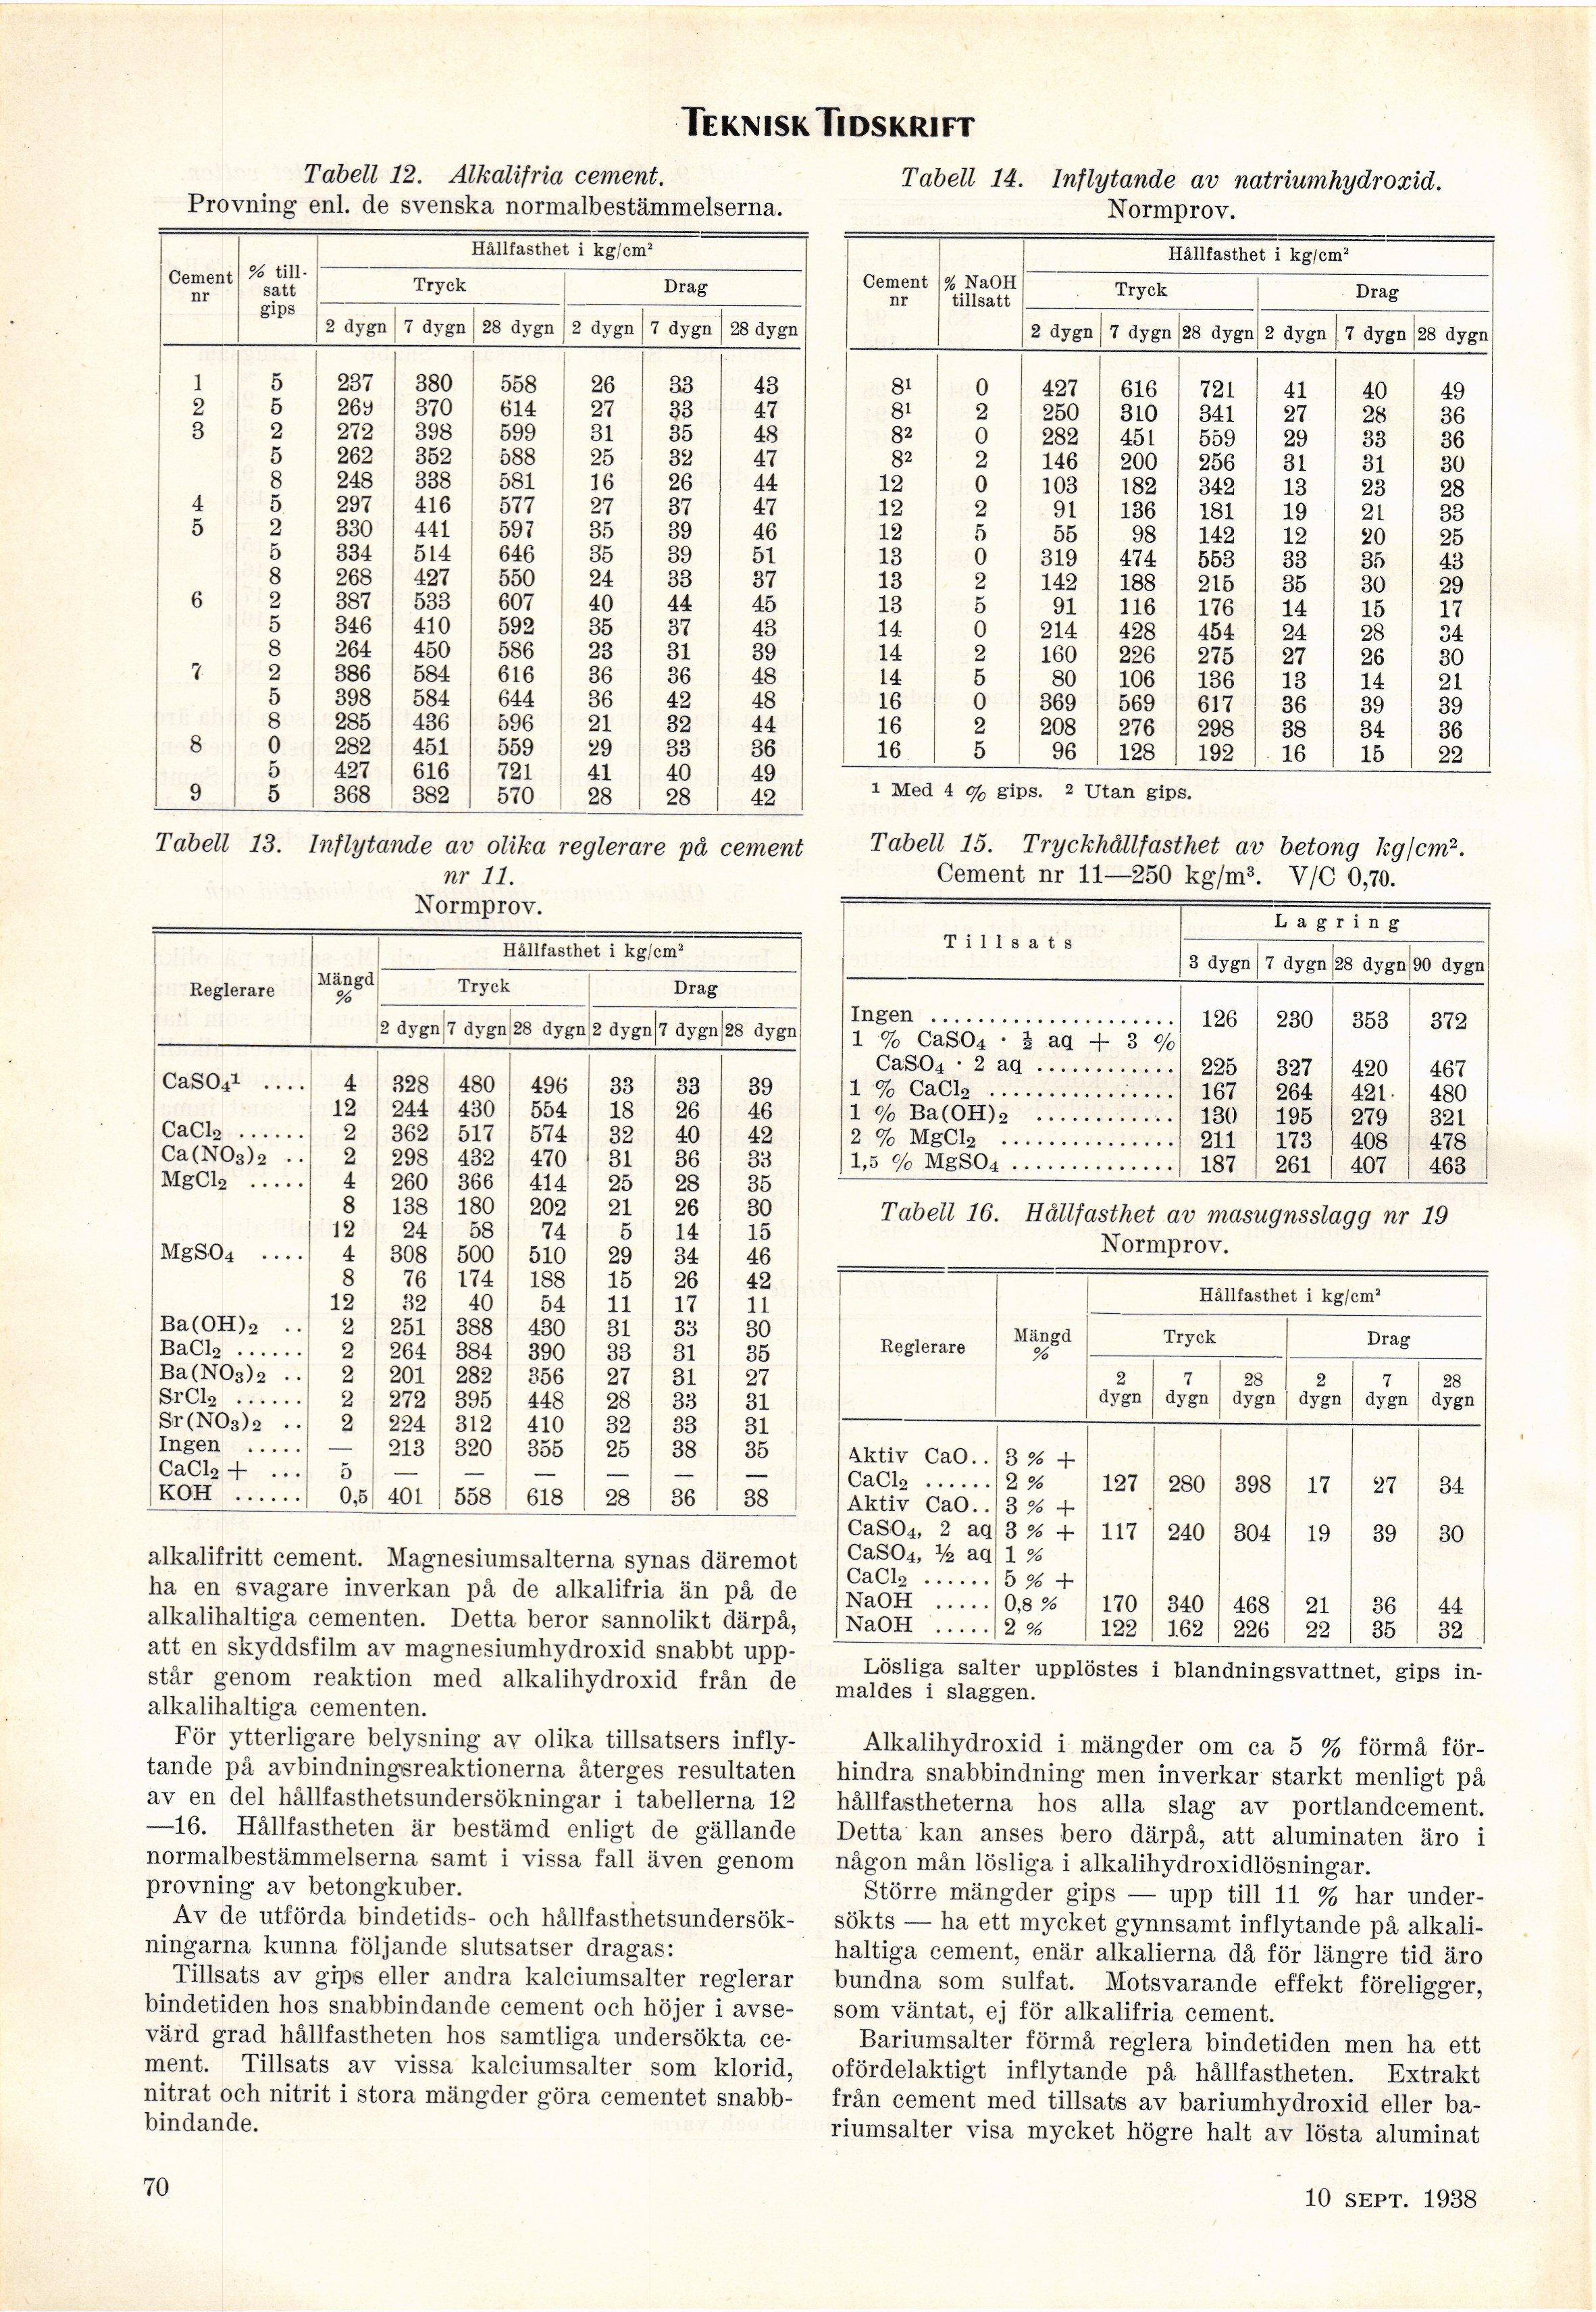 TEKNISK TIDSKRIFT
Tabell 12. Alkalifria cement.
Provning enl. de svenska normalbestämmelserna.
Hållfasthet i kg/cm²
Cement nr | % till-satt gips | Tryck | Drag
2 dygn | 7 dygn | 28 dygn | 2 dygn | 7 dygn | 28 dygn
1 5 237 380 558 26 33 43
2 5 269 370 614 27 33 47
3 2 272 398 599 31 35 48
5 262 352 588 25 32 47
8 248 338 581 16 26 44
4 5 297 416 577 27 37 47
5 2 330 441 597 35 39 46
5 334 514 646 35 39 51
8 268 427 550 24 33 37
6 2 387 533 607 40 44 45
5 346 410 592 35 37 43
8 264 450 586 23 31 39
7 2 386 584 616 36 36 48
5 398 584 644 36 42 48
8 285 436 596 21 32 44
8 0 282 451 559 29 33 36
5 427 616 721 41 40 49
9 5 368 382 570 28 28 42
Tabell 13. Inflytande av olika reglerare på cement
nr 11.
Normprov.
Hållfasthet i kg/cm²
Reglerare | Mängd % | Tryck | Drag
2 dygn | 7 dygn | 28 dygn | 2 dygn | 7 dygn | 28 dygn
CaSO₄¹ .... 4 328 480 496 33 33 39
12 244 430 554 18 26 46
CaCl₂ ...... 2 362 517 574 32 40 42
Ca(NO₃)₂ .. 2 298 432 470 31 36 33
MgCl₂ ..... 4 260 366 414 25 28 35
8 138 180 202 21 26 30
12 24 58 74 5 14 15
MgSO₄ .... 4 308 500 510 29 34 46
8 76 174 188 15 26 42
12 32 40 54 11 17 11
Ba(OH)₂ .. 2 251 388 430 31 33 30
BaCl₂ ...... 2 264 384 390 33 31 35
Ba(NO₃)₂ .. 2 201 282 356 27 31 27
SrCl₂ ...... 2 272 395 448 28 33 31
Sr(NO₃)₂ .. 2 224 312 410 32 33 31
Ingen ..... — 213 320 355 25 38 35
CaCl₂ + ... 5 — — — — — —
KOH ...... 0,5 401 558 618 28 36 38
alkalifritt cement. Magnesiumsalterna synas däremot
ha en svagare inverkan på de alkalifria än på de
alkalihaltiga cementen. Detta beror sannolikt därpå,
att en skyddsfilm av magnesiumhydroxid snabbt upp-
står genom reaktion med alkalihydroxid från de
alkalihaltiga cementen.
För ytterligare belysning av olika tillsatsers infly-
tande på avbindningsreaktionerna återges resultaten
av en del hållfasthetsundersökningar i tabellerna 12
—16. Hållfastheten är bestämd enligt de gällande
normalbestämmelserna samt i vissa fall även genom
provning av betongkuber.
Av de utförda bindetids- och hållfasthetsundersök-
ningarna kunna följande slutsatser dragas:
Tillsats av gips eller andra kalciumsalter reglerar
bindetiden hos snabbindande cement och höjer i avse-
värd grad hållfastheten hos samtliga undersökta ce-
ment. Tillsats av vissa kalciumsalter som klorid,
nitrat och nitrit i stora mängder göra cementet snabb-
bindande.
Tabell 14. Inflytande av natriumhydroxid.
Normprov.
Hållfasthet i kg/cm²
Cement nr | % NaOH tillsatt | Tryck | Drag
2 dygn | 7 dygn | 28 dygn | 2 dygn | 7 dygn | 28 dygn
8¹ 0 427 616 721 41 40 49
8¹ 2 250 310 341 27 28 36
8² 0 282 451 559 29 33 36
8² 2 146 200 256 31 31 30
12 0 103 182 342 13 23 28
12 2 91 136 181 19 21 33
12 5 55 98 142 12 20 25
13 0 319 474 553 33 35 43
13 2 142 188 215 35 30 29
13 5 91 116 176 14 15 17
14 0 214 428 454 24 28 34
14 2 160 226 275 27 26 30
14 5 80 106 136 13 14 21
16 0 369 569 617 36 39 39
16 2 208 276 298 38 34 36
16 5 96 128 192 16 15 22
¹ Med 4 % gips. ² Utan gips.
Tabell 15. Tryckhållfasthet av betong kg/cm².
Cement nr 11—250 kg/m³. V/C 0,70.
Tillsats | Lagring
3 dygn | 7 dygn | 28 dygn | 90 dygn
Ingen ...................... 126 230 353 372
1 % CaSO₄ · ½ aq + 3 %
CaSO₄ · 2 aq ............ 225 327 420 467
1 % CaCl₂ ................ 167 264 421 480
1 % Ba(OH)₂ ............ 130 195 279 321
2 % MgCl₂ ............... 211 173 408 478
1,5 % MgSO₄ .............. 187 261 407 463
Tabell 16. Hållfasthet av masugnsslagg nr 19
Normprov.
Hållfasthet i kg/cm²
Reglerare | Mängd % | Tryck | Drag
2 dygn | 7 dygn | 28 dygn | 2 dygn | 7 dygn | 28 dygn
Aktiv CaO.. 3 % +
CaCl₂ ...... 2 % 127 280 398 17 27 34
Aktiv CaO.. 3 % +
CaSO₄, 2 aq 3 % + 117 240 304 19 39 30
CaSO₄, ½ aq 1 %
CaCl₂ ...... 5 % +
NaOH ..... 0,8 % 170 340 468 21 36 44
NaOH ..... 2 % 122 162 226 22 35 32
Lösliga salter upplöstes i blandningsvattnet, gips in-
maldes i slaggen.
Alkalihydroxid i mängder om ca 5 % förmå för-
hindra snabbindning men inverkar starkt menligt på
hållfastheterna hos alla slag av portlandcement.
Detta kan anses bero därpå, att aluminaten äro i
någon mån lösliga i alkalihydroxidlösningar.
Större mängder gips — upp till 11 % har under-
sökts — ha ett mycket gynnsamt inflytande på alkali-
haltiga cement, enär alkalierna då för längre tid äro
bundna som sulfat. Motsvarande effekt föreligger,
som väntat, ej för alkalifria cement.
Bariumsalter förmå reglera bindetiden men ha ett
ofördelaktigt inflytande på hållfastheten. Extrakt
från cement med tillsats av bariumhydroxid eller ba-
riumsalter visa mycket högre halt av lösta aluminat
70
10 SEPT. 1938